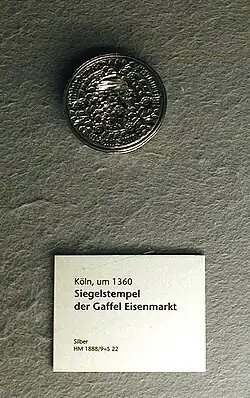 Köln, um 1360
Siegelstempel
der Gaffel Eisenmarkt
Silber
HM 1888/9=S 22